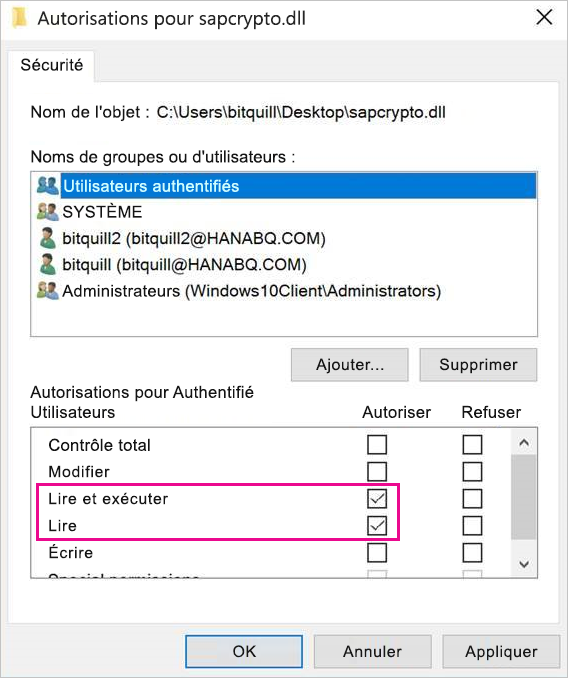 Autorisations pour sapcrypto.dll
Sécurité
Nom de l'objet : C:\Users\bitquill\Desktop\sapcrypto.dll
Noms de groupes ou d'utilisateurs :
Utilisateurs authentifiés
SYSTÈME
bitquill2 (bitquill2@HANABQ.COM)
bitquill (bitquill@HANABQ.COM)
Administrateurs (Windows10Client\Administrators)
Ajouter... Supprimer
Autorisations pour Authentifié
Utilisateurs Autoriser Refuser
Contrôle total
Modifier
Lire et exécuter
Lire
Écrire
Special permissions
OK Annuler Appliquer